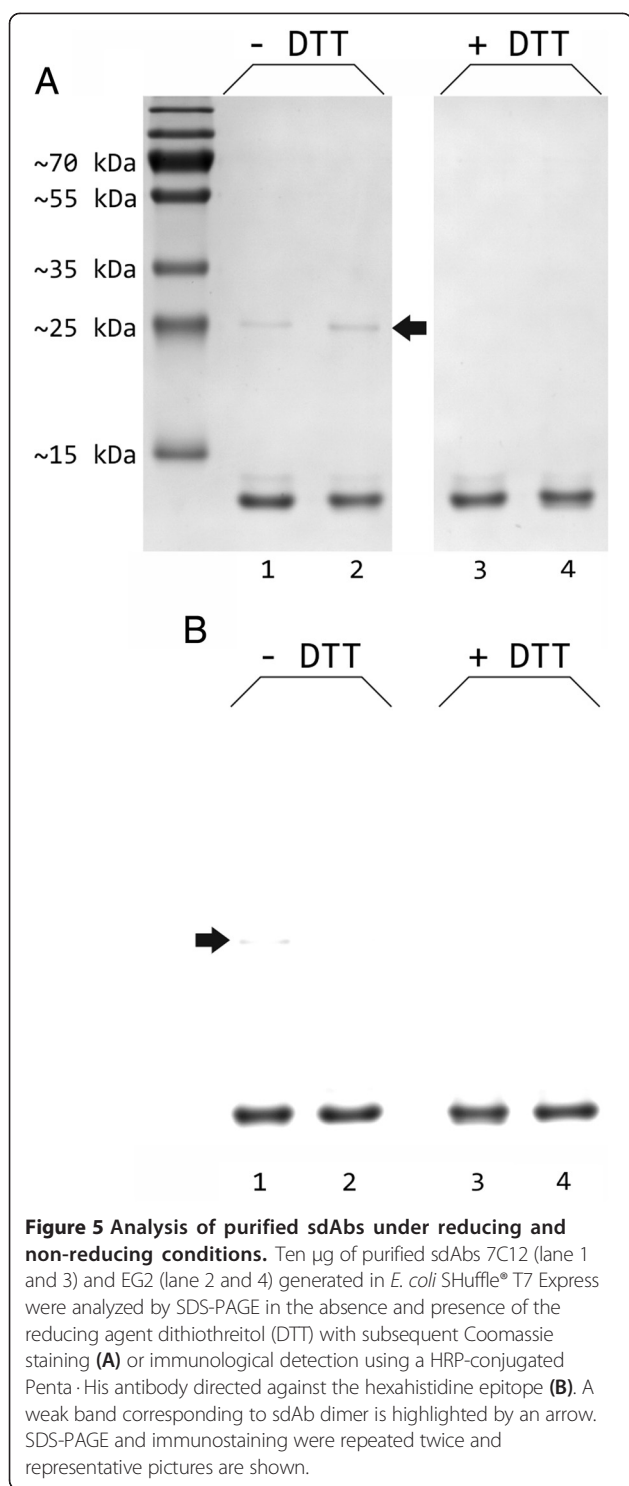 - DTT
+ DTT
A
~70 kDa
~55 kDa
~35 kDa
~25 kDa
~15 kDa
1 2 3 4
B
- DTT
+ DTT
1 2 3 4
Figure 5 Analysis of purified sdAbs under reducing and
non-reducing conditions. Ten μg of purified sdAbs 7C12 (lane 1
and 3) and EG2 (lane 2 and 4) generated in E. coli SHuffle® T7 Express
were analyzed by SDS-PAGE in the absence and presence of the
reducing agent dithiothreitol (DTT) with subsequent Coomassie
staining (A) or immunological detection using a HRP-conjugated
Penta · His antibody directed against the hexahistidine epitope (B). A
weak band corresponding to sdAb dimer is highlighted by an arrow.
SDS-PAGE and immunostaining were repeated twice and
representative pictures are shown.